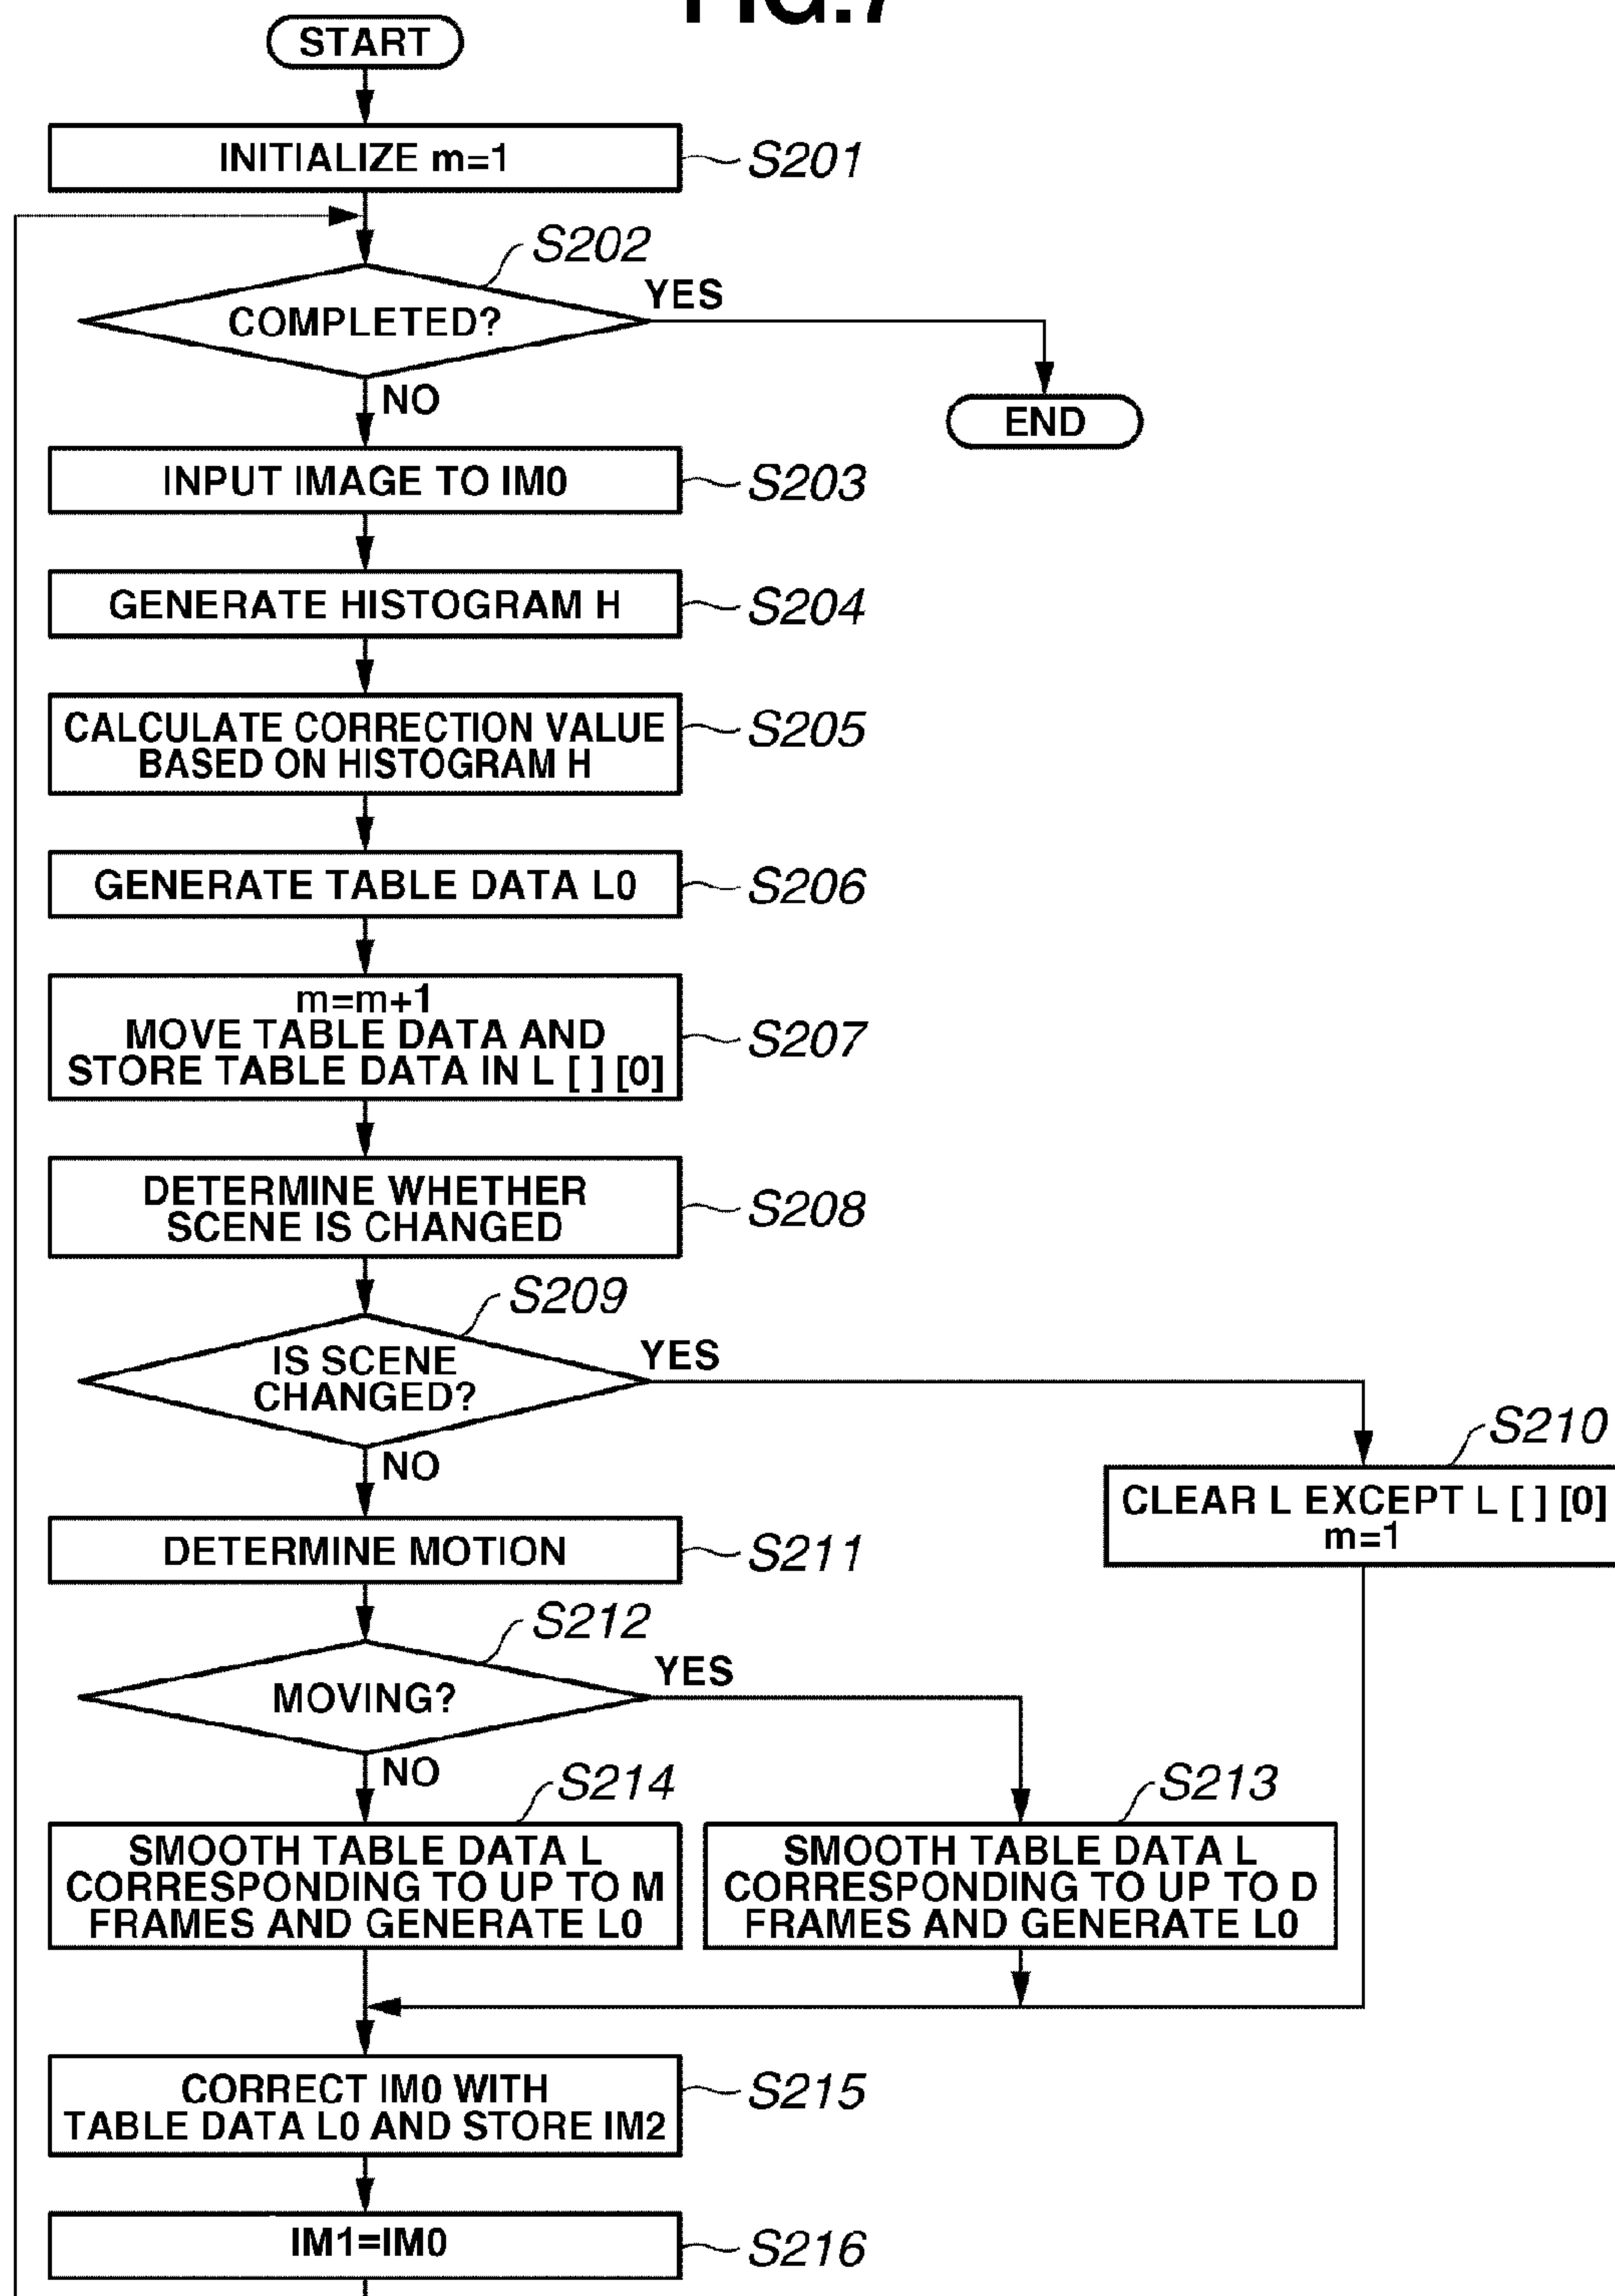 FIG.7
START
INITIALIZE m=1
S201
S202
COMPLETED?
YES
NO
END
INPUT IMAGE TO IM0
S203
GENERATE HISTOGRAM H
S204
CALCULATE CORRECTION VALUE
BASED ON HISTOGRAM H
S205
GENERATE TABLE DATA L0
S206
m=m+1
MOVE TABLE DATA AND
STORE TABLE DATA IN L [ ] [0]
S207
DETERMINE WHETHER
SCENE IS CHANGED
S208
S209
IS SCENE
CHANGED?
YES
NO
S210
CLEAR L EXCEPT L [ ] [0]
m=1
DETERMINE MOTION
S211
S212
MOVING?
YES
NO
S214
SMOOTH TABLE DATA L
CORRESPONDING TO UP TO M
FRAMES AND GENERATE L0
S213
SMOOTH TABLE DATA L
CORRESPONDING TO UP TO D
FRAMES AND GENERATE L0
CORRECT IM0 WITH
TABLE DATA L0 AND STORE IM2
S215
IM1=IM0
S216